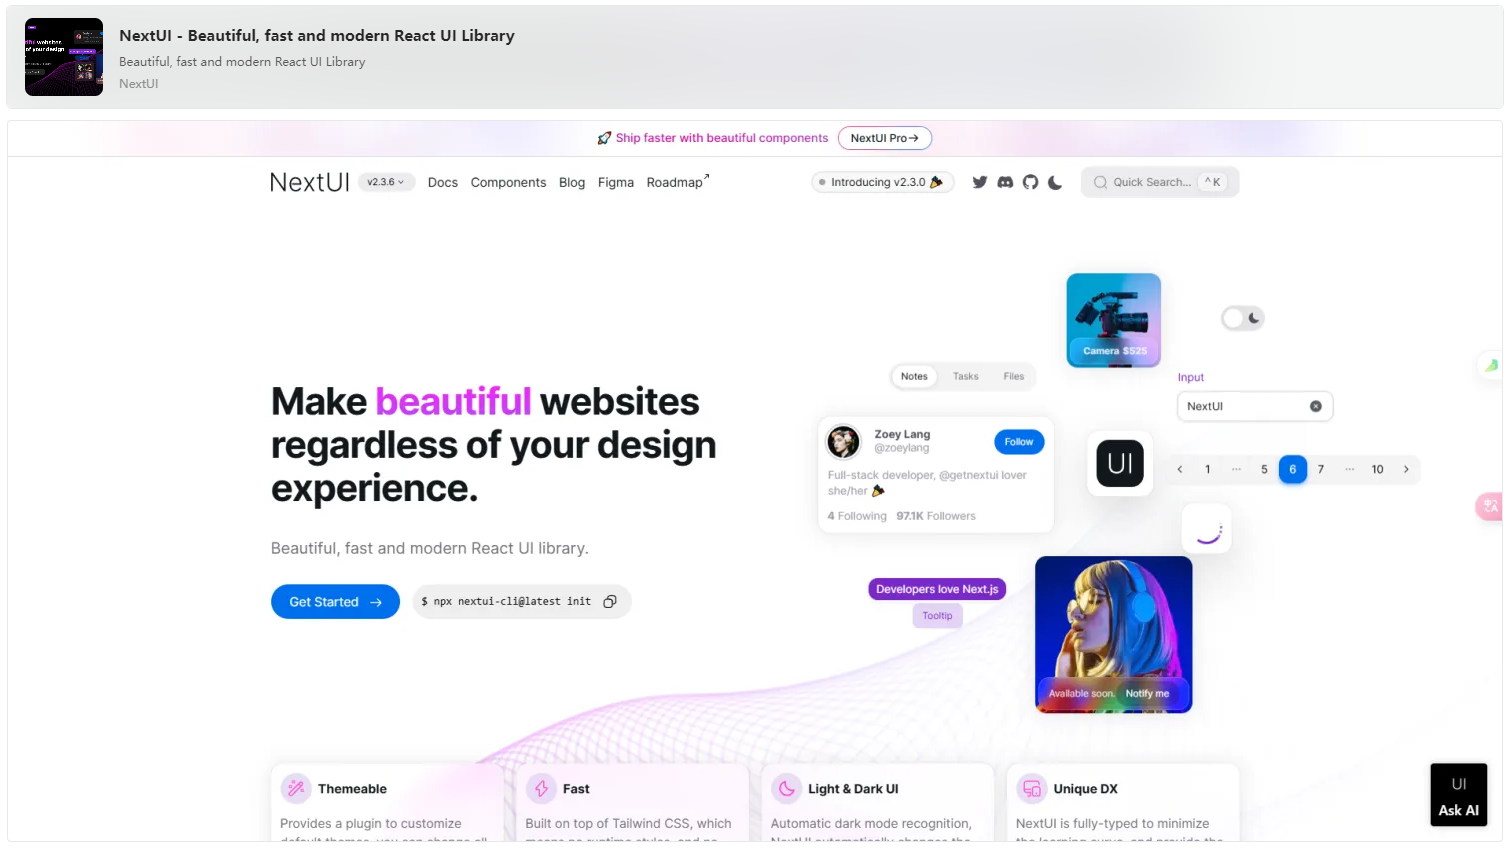 NextUI - Beautiful, fast and modern React UI Library
Beautiful, fast and modern React UI Library
NextUI
🚀 Ship faster with beautiful components NextUI Pro→
NextUI v2.3.6 Docs Components Blog Figma Roadmap↗ Introducing v2.3.0 🎉 Quick Search... ^ K
Camera $525
Notes Tasks Files
Input
NextUI
Make beautiful websites
regardless of your design
experience.
Zoey Lang
@zoeylang
Follow
Full-stack developer, @getnextui lover
she/her 🎉
4 Following 97.1K Followers
UI
< 1 ... 5 6 7 ... 10 >
Beautiful, fast and modern React UI library.
Get Started →
$ npx nextui-cli@latest init
Developers love Next.js
Tooltip
Available soon. Notify me
Themeable
Provides a plugin to customize
Fast
Built on top of Tailwind CSS, which
Light & Dark UI
Automatic dark mode recognition,
Unique DX
NextUI is fully-typed to minimize
UI
Ask AI